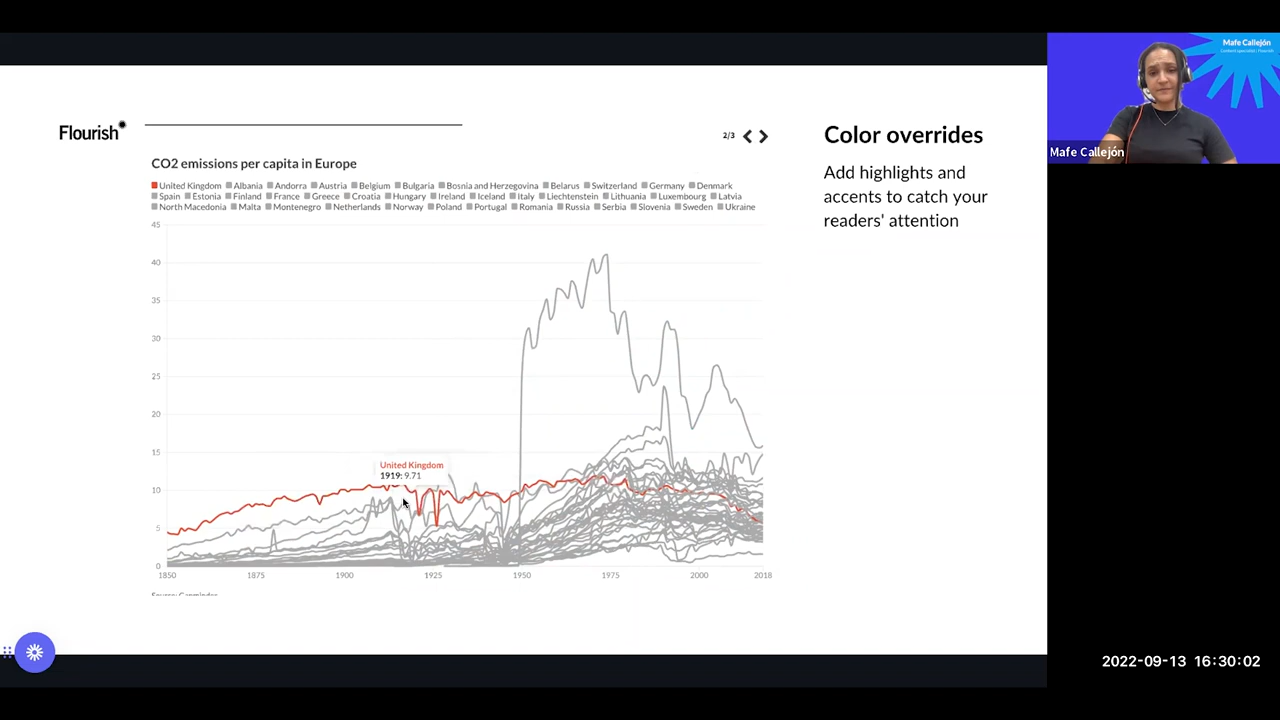 Mafe Callejón
Flourish
2/3
Color overrides
Mafe Callejón
CO2 emissions per capita in Europe
Add highlights and
accents to catch your
readers' attention
United Kingdom Albania Andorra Austria Belgium Bulgaria Bosnia and Herzegovina Belarus Switzerland Germany Denmark
Spain Estonia Finland France Greece Croatia Hungary Ireland Iceland Italy Lithuania Liechtenstein Luxembourg Latvia
North Macedonia Malta Montenegro Netherlands Norway Poland Portugal Romania Russia Serbia Slovenia Sweden Ukraine
45
40
35
30
25
20
15
United Kingdom
1919: 9.71
10
5
0
1850 1875 1900 1925 1950 1975 2000 2018
2022-09-13 16:30:02